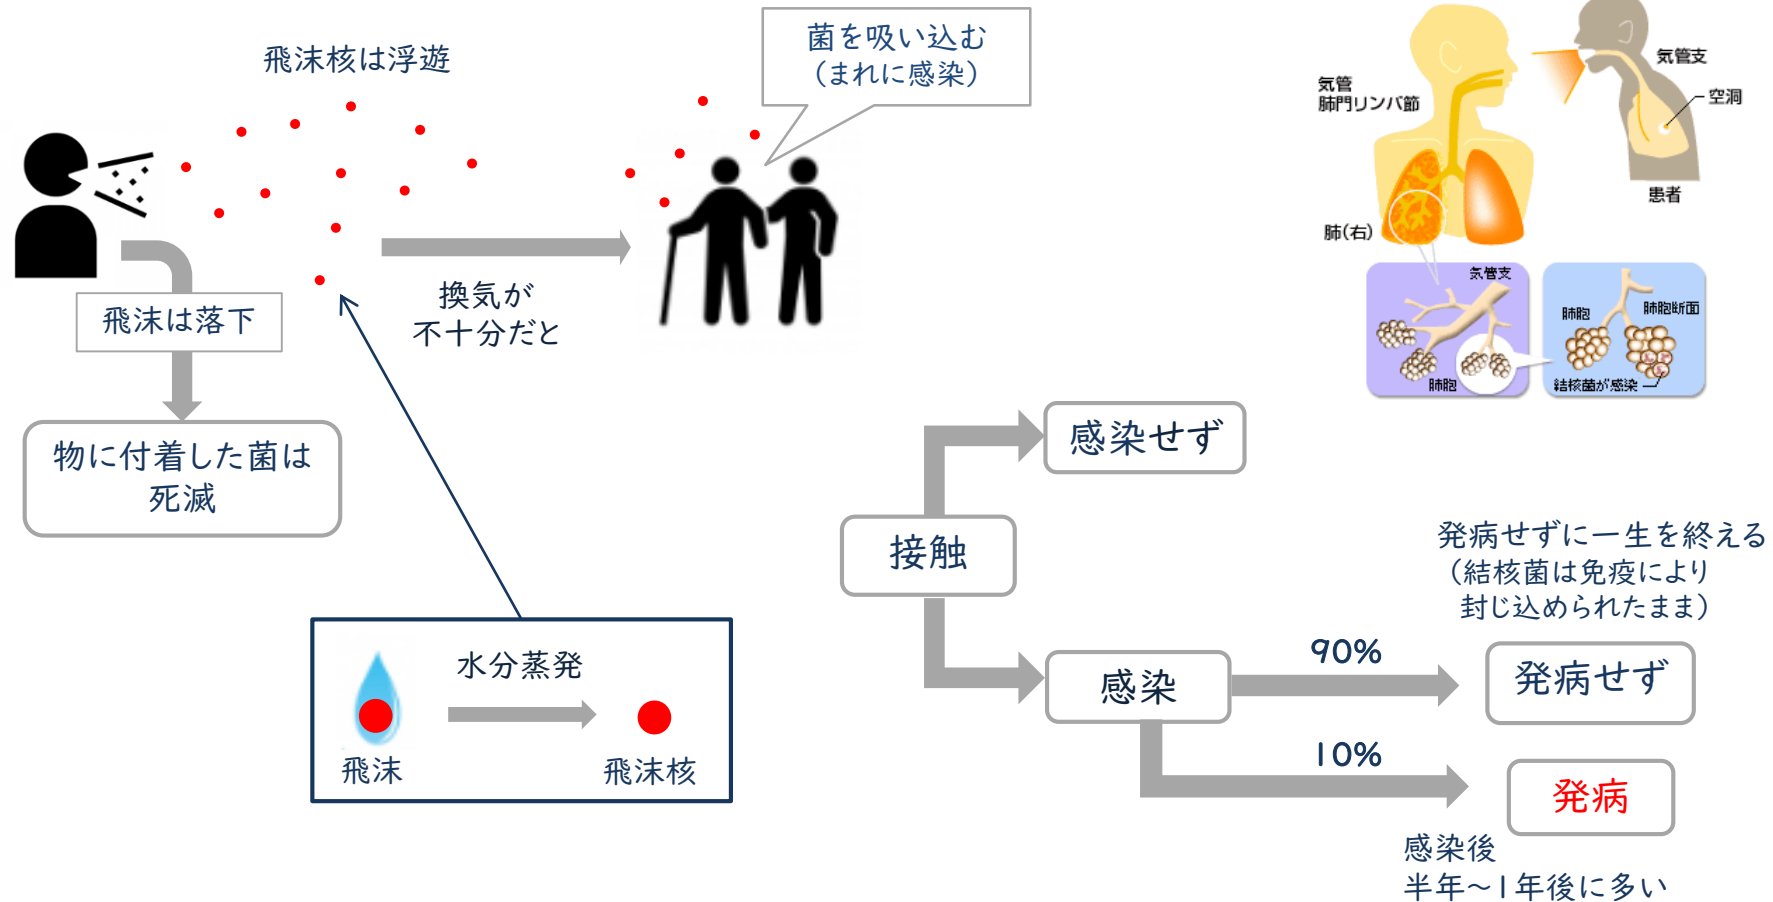 飛沫核は浮遊
菌を吸い込む
（まれに感染）
飛沫は落下
換気が
不十分だと
物に付着した菌は
死滅
水分蒸発
飛沫
飛沫核
気管
肺門リンパ節
気管支
空洞
患者
肺(右)
気管支
肺胞
肺胞
肺胞断面
結核菌が感染
接触
感染せず
感染
90%
10%
発病せずに一生を終える
（結核菌は免疫により
封じ込められたまま）
発病せず
発病
感染後
半年～1年後に多い